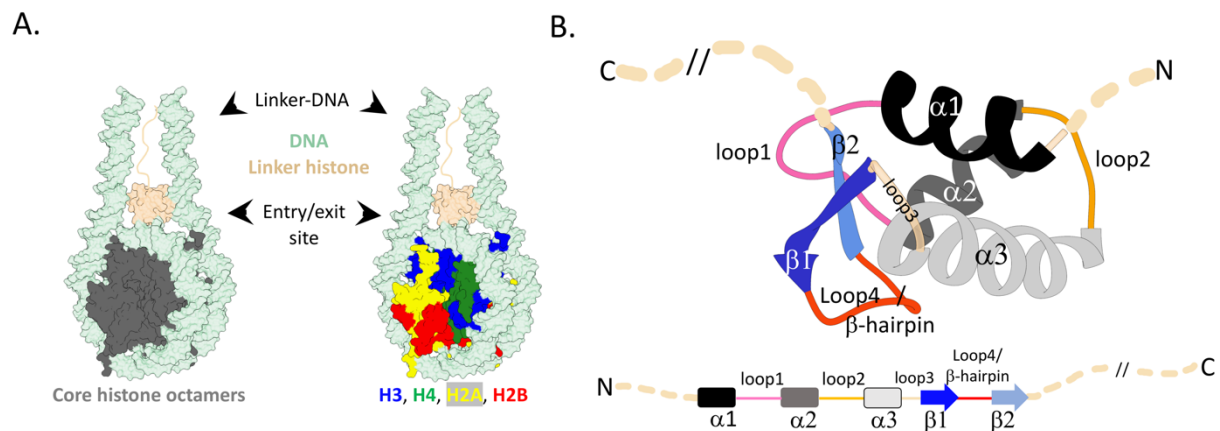 A.
Linker-DNA
DNA
Linker histone
Entry/exit
site
Core histone octamers
H3, H4, H2A, H2B
B.
C
//
N
α1
loop1
β2
loop2
α2
loop3
α3
β1
Loop4 /
β-hairpin
N
loop1
loop2
loop3
Loop4/
β-hairpin
//
C
α1
α2
α3
β1
β2